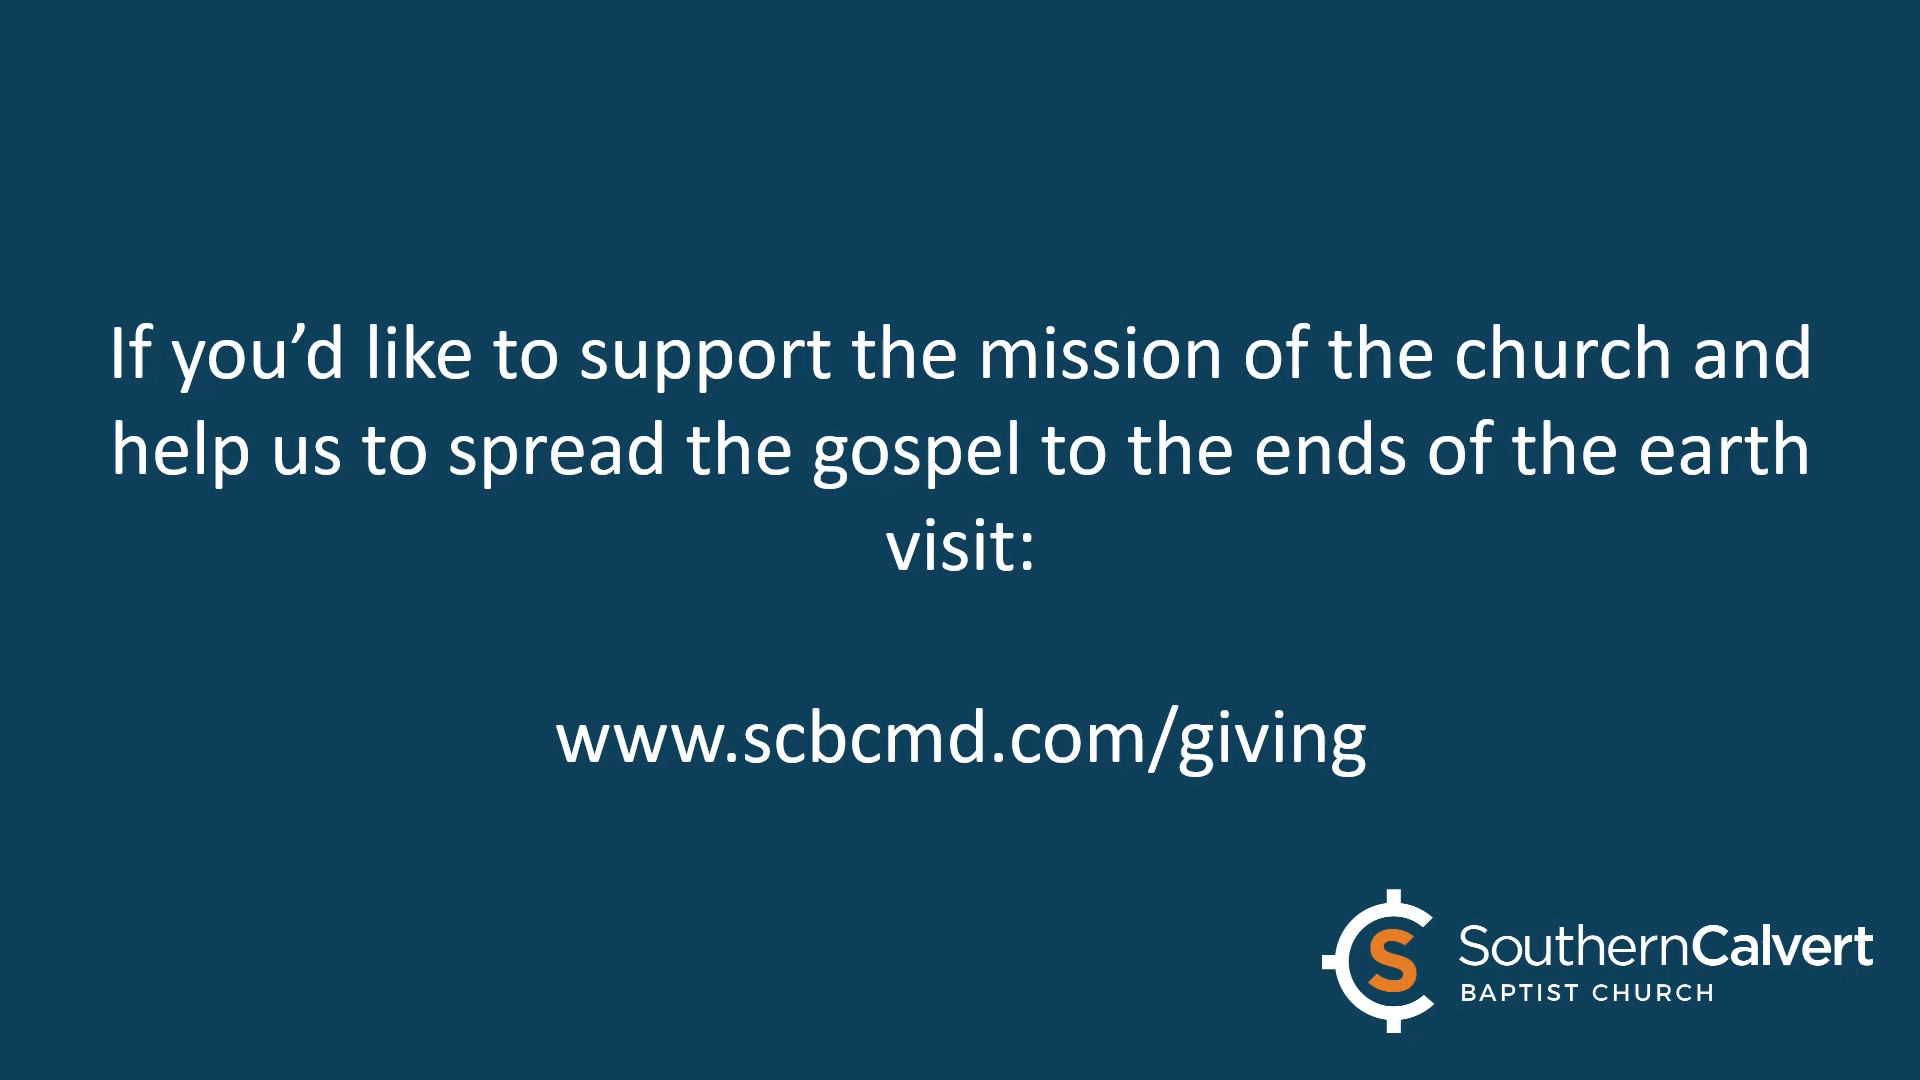 If you’d like to support the mission of the church and
help us to spread the gospel to the ends of the earth
visit:
www.scbcmd.com/giving
S
SouthernCalvert
BAPTIST CHURCH